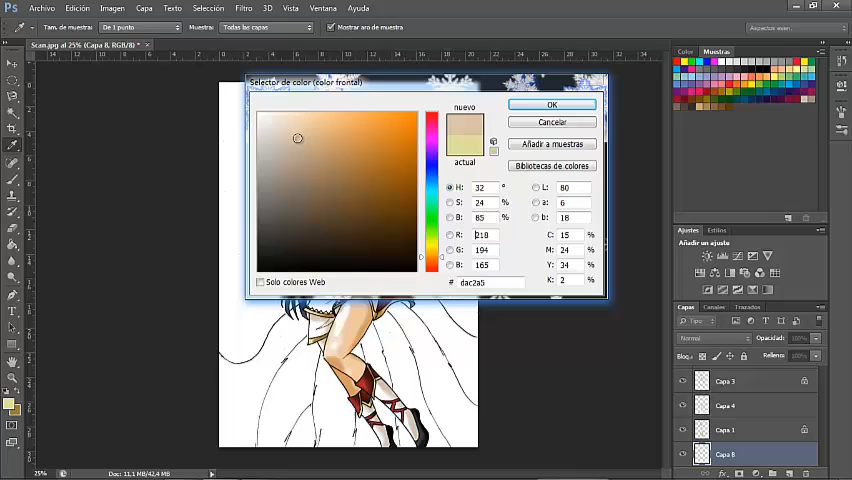 Ps Archivo Edición Imagen Capa Texto Selección Filtro 3D Vista Ventana Ayuda
Tam. de muestra: De 1 punto Muestra: Todas las capas Mostrar aro de muestra Aspectos esen...
Scan.jpg al 25% (Capa 8, RGB/8) *
Selector de color (color frontal)
nuevo
actual
OK
Cancelar
Añadir a muestras
Bibliotecas de colores
H: 32 °
S: 24 %
B: 85 %
R: 218
G: 194
B: 165
# dac2a5
L: 80
a: 6
b: 18
C: 15 %
M: 24 %
Y: 34 %
K: 2 %
Solo colores Web
Color Muestras
Ajustes Estilos
Añadir un ajuste
Capas Canales Trazados
Tipo
Normal Opacidad: 100%
Bloq.: Relleno: 100%
Capa 3
Capa 4
Capa 1
Capa 8
fx
25% Doc: 11,1 MB/42,4 MB